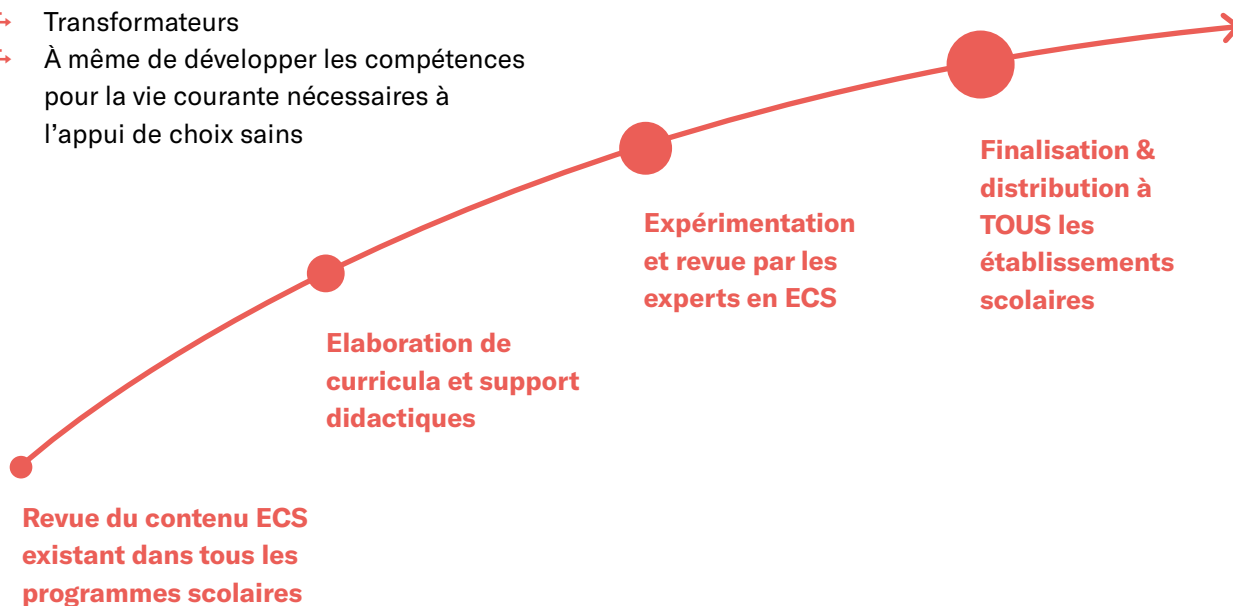 Transformateurs
À même de développer les compétences
pour la vie courante nécessaires à
l'appui de choix sains
Finalisation &
distribution à
TOUS les
établissements
scolaires
Expérimentation
et revue par les
experts en ECS
Elaboration de
curricula et support
didactiques
Revue du contenu ECS
existant dans tous les
programmes scolaires